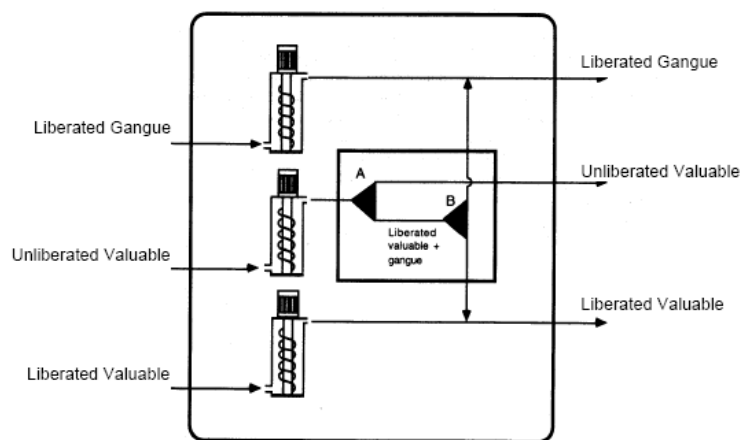 Liberated Gangue
Liberated Gangue
A
Unliberated Valuable
B
Liberated
valuable +
gangue
Unliberated Valuable
Liberated Valuable
Liberated Valuable